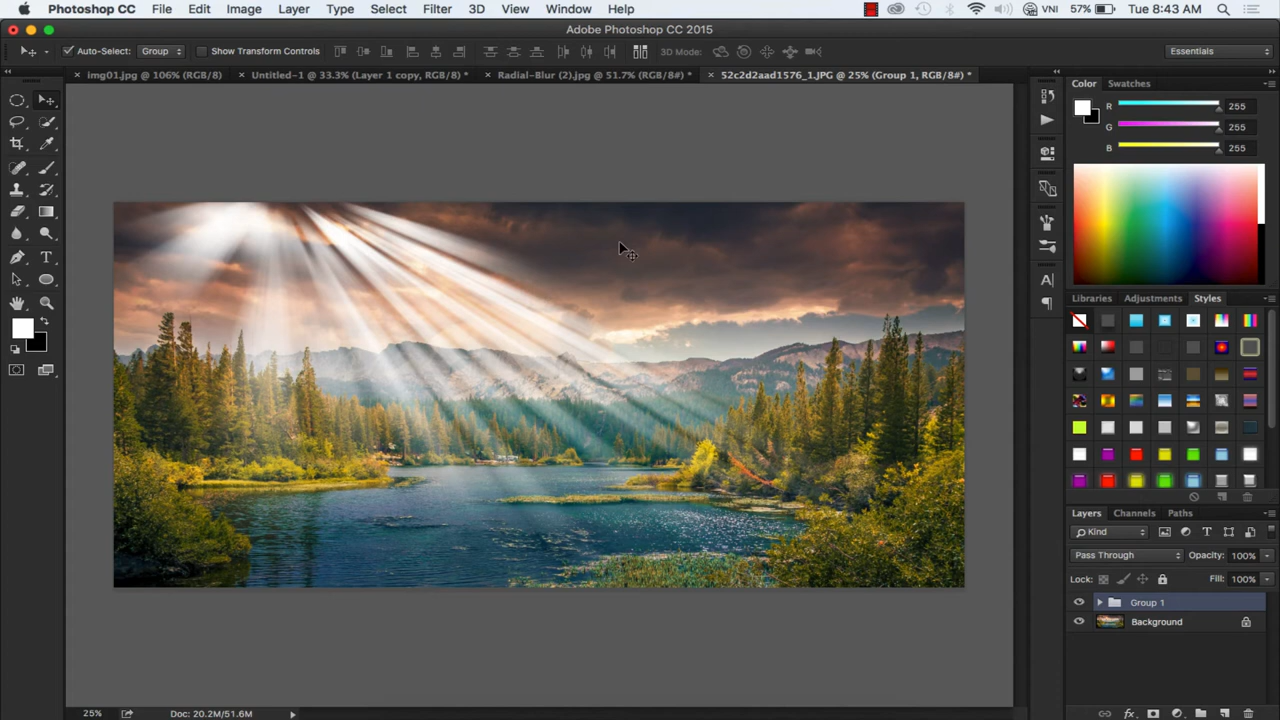 Photoshop CC File Edit Image Layer Type Select Filter 3D View Window Help VNI 57% Tue 8:43 AM
Adobe Photoshop CC 2015
Auto-Select: Group Show Transform Controls 3D Mode: Essentials
img01.jpg @ 106% (RGB/8) Untitled-1 @ 33.3% (Layer 1 copy, RGB/8) * Radial-Blur (2).jpg @ 51.7% (RGB/8#) * 52c2d2aad1576_1.JPG @ 25% (Group 1, RGB/8#) *
Color Swatches
R 255
G 255
B 255
Libraries Adjustments Styles
Layers Channels Paths
Kind
Pass Through Opacity: 100%
Lock: Fill: 100%
Group 1
Background
25% Doc: 20.2M/51.6M